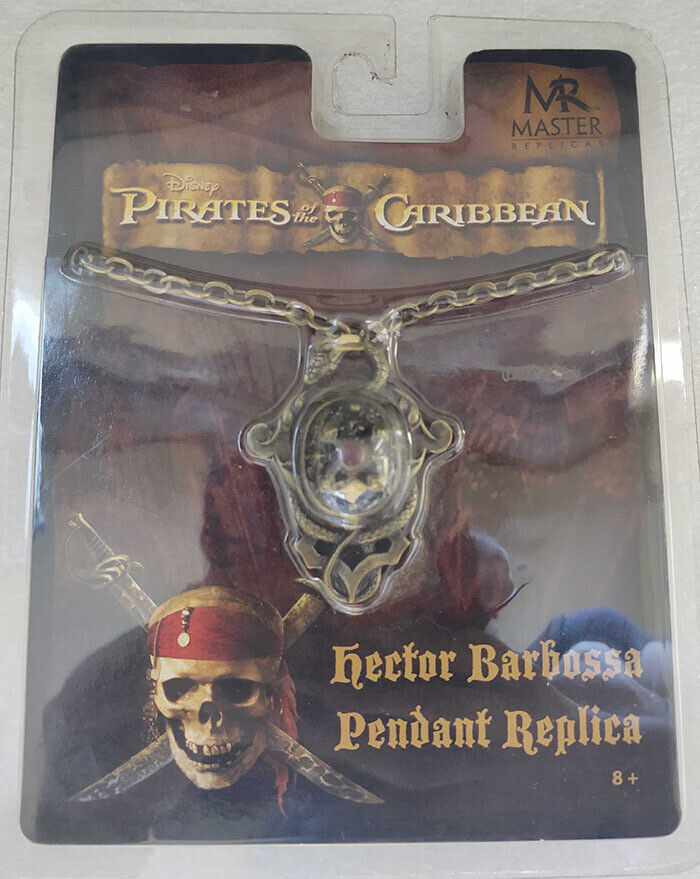 MR
MASTER
REPLICAS
Disney
PIRATES of the CARIBBEAN
Hector Barbossa
Pendant Replica
8+